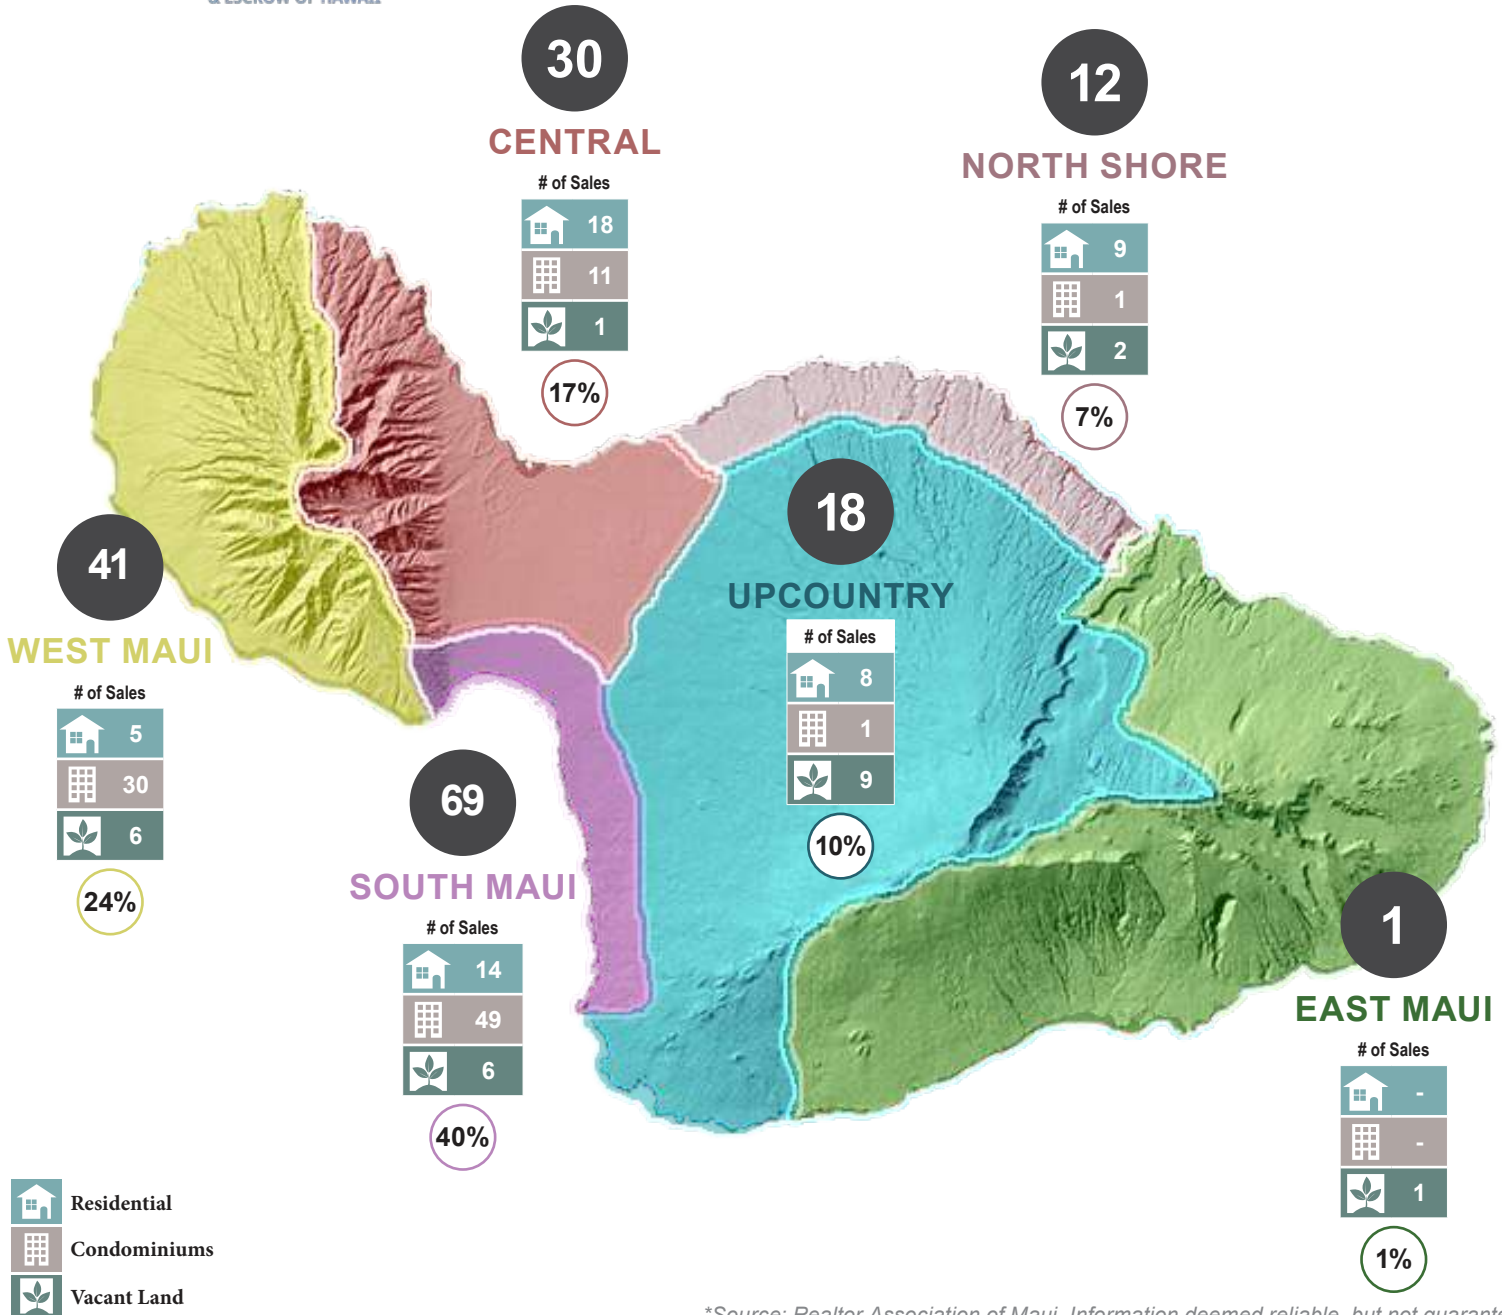 & ESCROW OF HAWAII
30
CENTRAL
# of Sales
18
11
1
17%
12
NORTH SHORE
# of Sales
9
1
2
7%
41
WEST MAUI
# of Sales
5
30
6
24%
18
UPCOUNTRY
# of Sales
8
1
9
10%
69
SOUTH MAUI
# of Sales
14
49
6
40%
1
EAST MAUI
# of Sales
-
-
1
1%
Residential
Condominiums
Vacant Land
*Source: Realtor Association of Maui. Information deemed reliable, but not